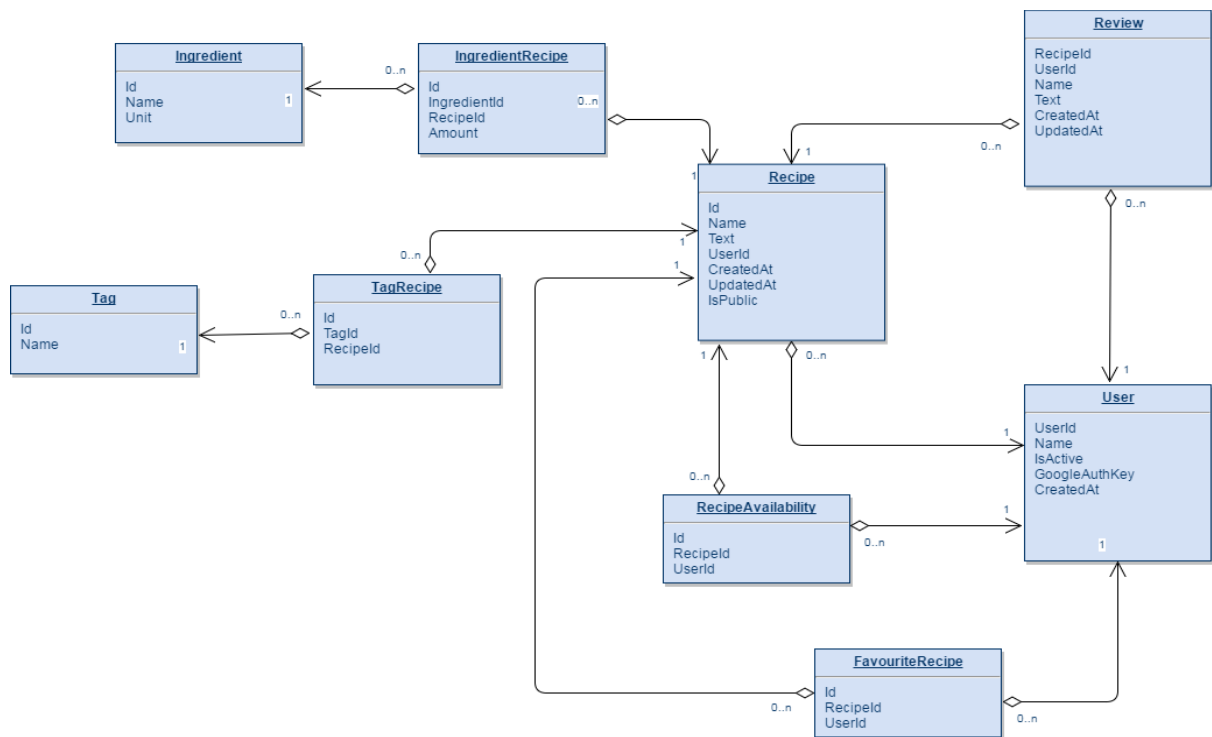 Ingredient
Id
Name
Unit
1
0..n
IngredientRecipe
Id
IngredientId
RecipeId
Amount
0..n
1
Review
RecipeId
UserId
Name
Text
CreatedAt
UpdatedAt
0..n
1
0..n
1
Recipe
Id
Name
Text
UserId
CreatedAt
UpdatedAt
IsPublic
1
1
0..n
Tag
Id
Name
1
0..n
TagRecipe
Id
TagId
RecipeId
0..n
1
1
User
UserId
Name
IsActive
GoogleAuthKey
CreatedAt
1
0..n
RecipeAvailability
Id
RecipeId
UserId
0..n
1
1
FavouriteRecipe
Id
RecipeId
UserId
0..n
0..n